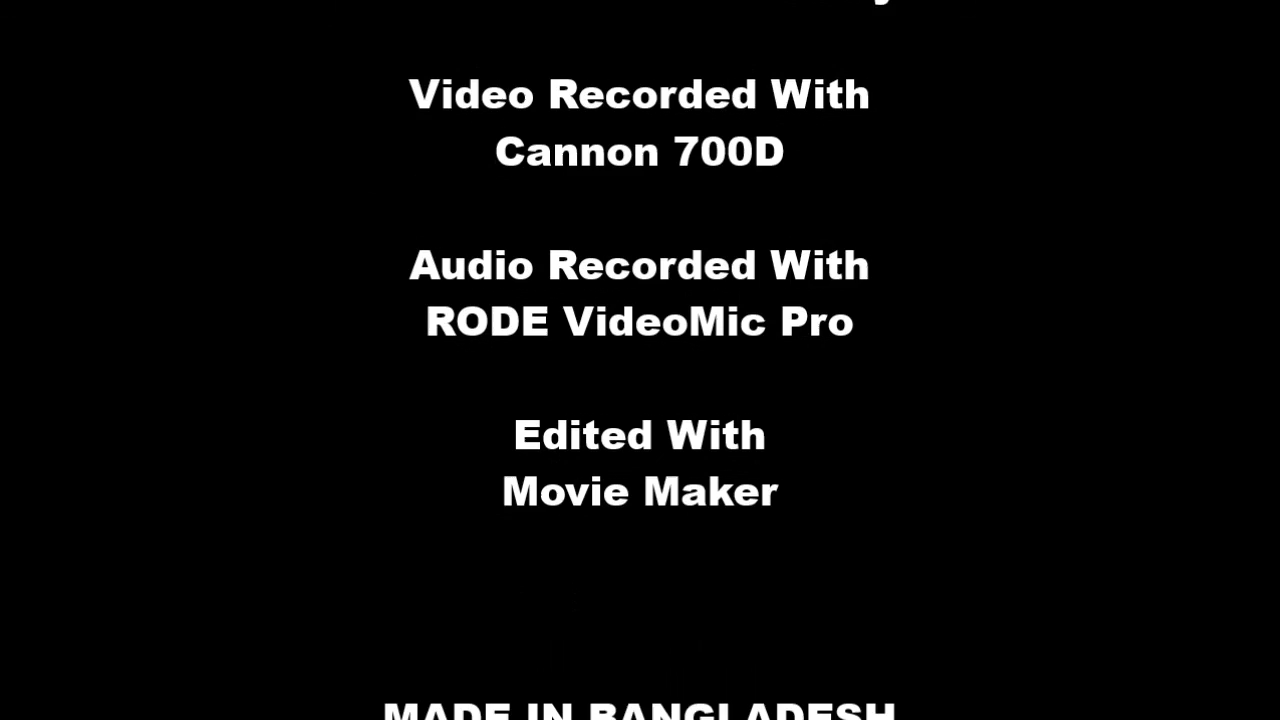 Video Recorded With
Cannon 700D
Audio Recorded With
RODE VideoMic Pro
Edited With
Movie Maker
MADE IN BANGLADESH